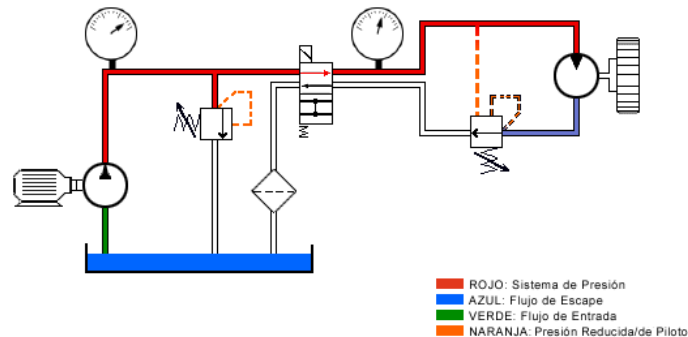 ROJO: Sistema de Presión
AZUL: Flujo de Escape
VERDE: Flujo de Entrada
NARANJA: Presión Reducida/de Piloto